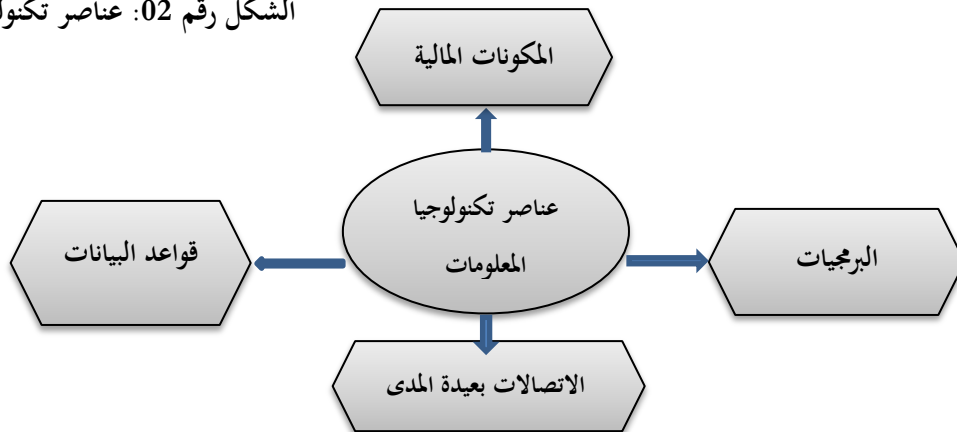 الشكل رقم 02: عناصر
المكونات المالية
عناصر تكنولوجيا
المعلومات
قواعد البيانات
البرمجيات
الاتصالات بعيدة المدى